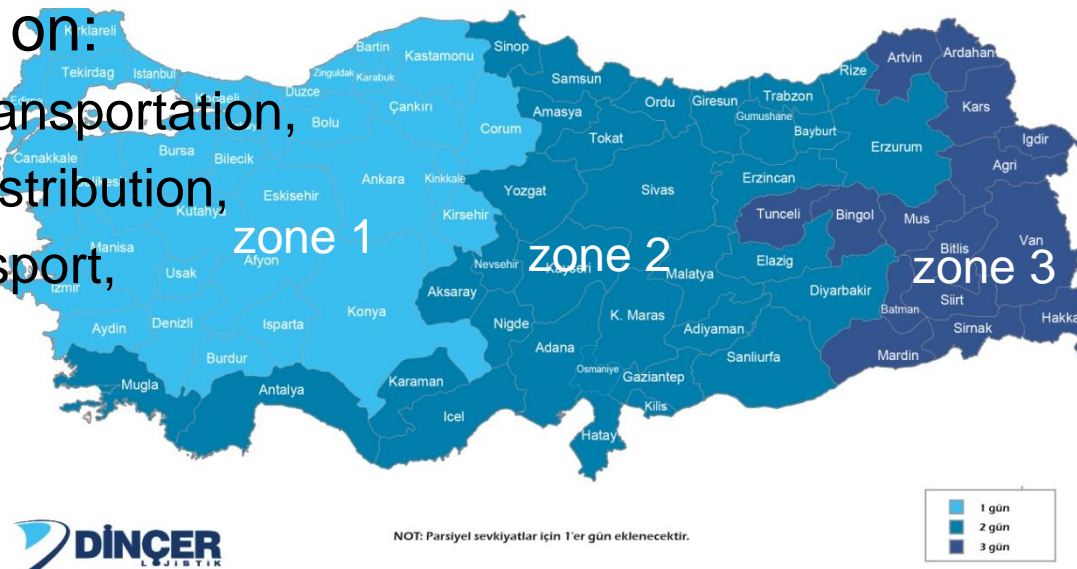 on:
ansportation,
stribution,
sport,
Kırklareli
Tekirdag
Istanbul
Canakkale
Bursa
Bilecik
Kutahya
Manisa
Izmir
Usak
Afyon
Aydin
Denizli
Isparta
Burdur
Mugla
Antalya
Eskisehir
Bolu
Duzce
Zinguldak
Bartin
Karabuk
Kastamonu
Çankırı
Corum
Ankara
Kinkkale
Kirsehir
Konya
zone 1
Sinop
Samsun
Amasya
Tokat
Ordu
Giresun
Trabzon
Gumushane
Bayburt
Rize
Erzurum
Erzincan
Yozgat
Sivas
Nevsehir
Kayseri
zone 2
Malatya
Elazig
Diyarbakir
Aksaray
Nigde
K. Maras
Adiyaman
Adana
Osmaniye
Gaziantep
Sanliurfa
Kilis
Hatay
Karaman
Icel
Artvin
Ardahan
Kars
Igdir
Agri
Tunceli
Bingol
Mus
Bitlis
Van
zone 3
Batman
Siirt
Sirnak
Hakka
Mardin
DİNÇER
LOJİSTİK
NOT: Parsiyel sevkiyatlar için 1'er gün eklenecektir.
1 gün
2 gün
3 gün